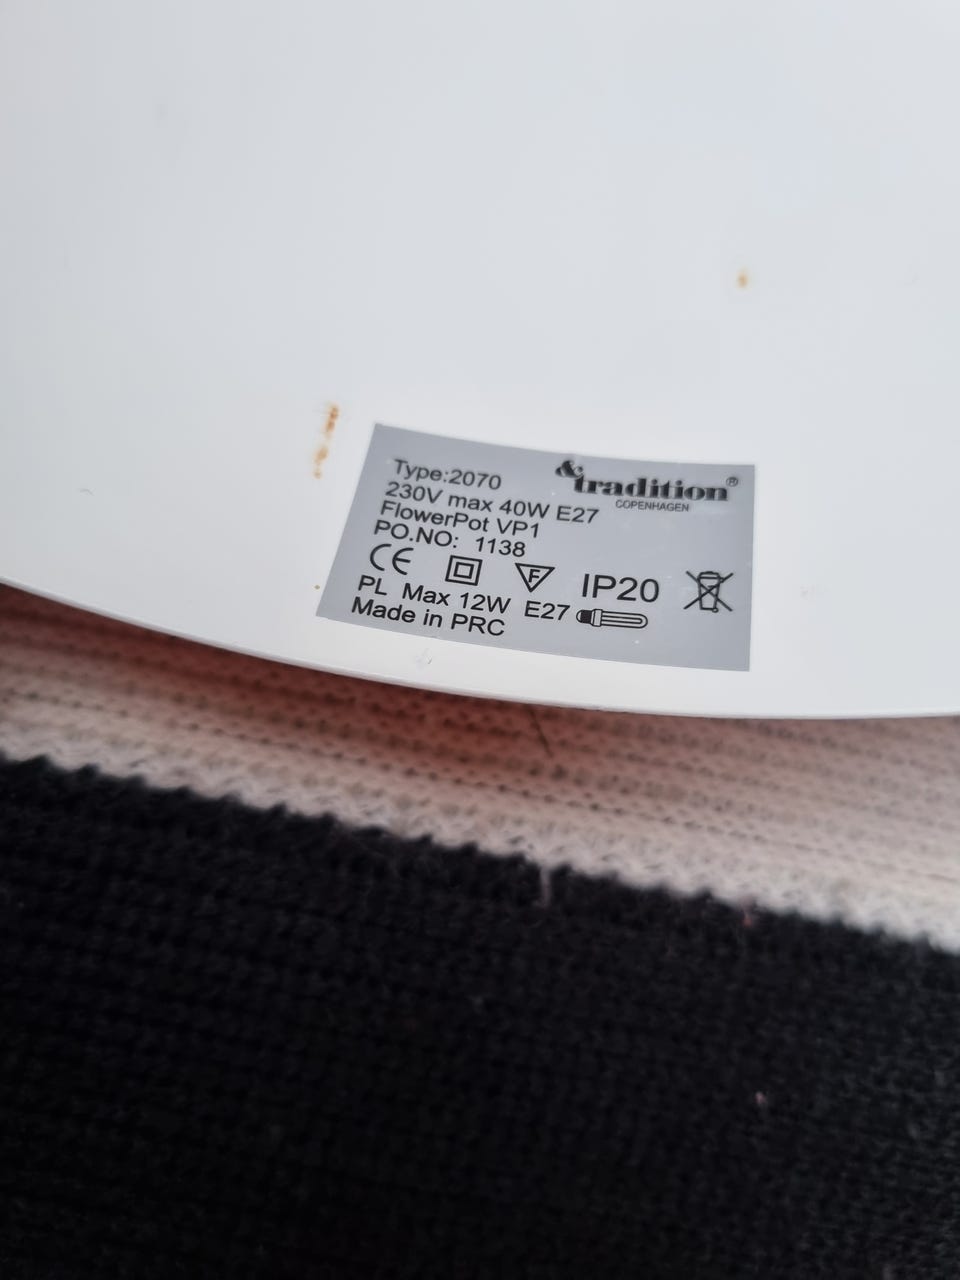 Type:2070
&tradition®
COPENHAGEN
230V max 40W E27
FlowerPot VP1
PO.NO: 1138
CE F IP20
PL Max 12W E27
Made in PRC